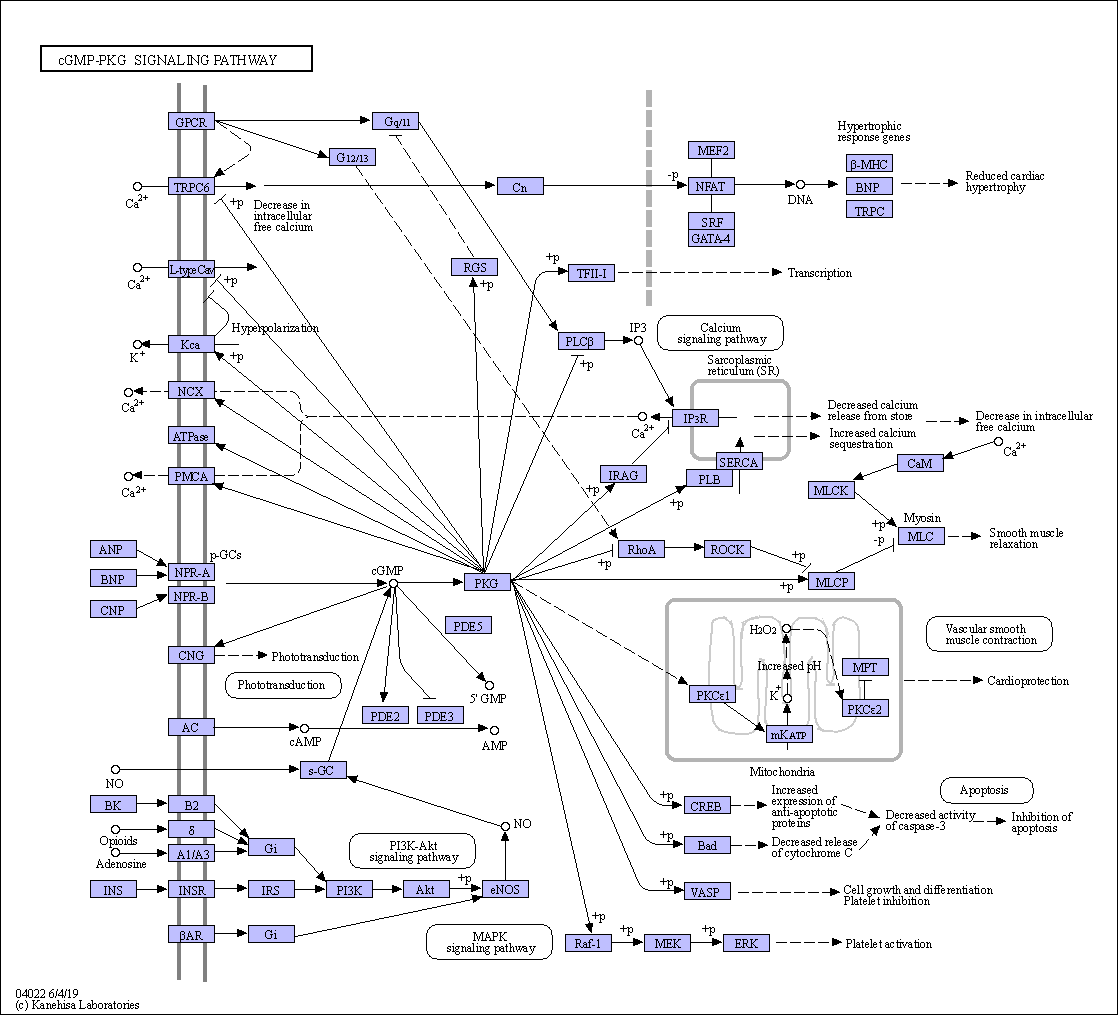 cGMP-PKG SIGNALING PATHWAY
GPCR
Gq/11
G12/13
MEF2
Hypertrophic
response genes
β-MHC
TRPC6
Ca2+
+p
Decrease in
intracellular
free calcium
Cn
-p
NFAT
DNA
BNP
Reduced cardiac
hypertrophy
SRF
GATA-4
TRPC
L-type Cav
Ca2+
+p
RGS
+p
+p
TFII-I
Transcription
Hyperpolarization
Kca
K+
+p
PLCβ
+p
IP3
Calcium
signaling pathway
Sarcoplasmic
reticulum (SR)
NCX
Ca2+
Ca2+
IP3R
Decreased calcium
release from store
Increased calcium
sequestration
Decrease in intracellular
free calcium
ATPase
PMCA
Ca2+
IRAG
+p
SERCA
PLB
+p
CaM
Ca2+
MLCK
+p
-p
Myosin
MLC
Smooth muscle
relaxation
ANP
BNP
CNP
p-GCs
NPR-A
NPR-B
cGMP
PKG
RhoA
+p
ROCK
+p
+p
MLCP
PDE5
CNG
Phototransduction
Phototransduction
5' GMP
PDE2
PDE3
H2O2
Increased pH
K+
MPT
PKCε1
PKCε2
mKATP
Mitochondria
Vascular smooth
muscle contraction
Cardioprotection
AC
cAMP
AMP
NO
s-GC
BK
B2
Opioids
δ
Adenosine
A1/A3
Gi
NO
PI3K-Akt
signaling pathway
INS
INSR
IRS
PI3K
Akt
+p
eNOS
βAR
Gi
MAPK
signaling pathway
+p
CREB
Increased
expression of
anti-apoptotic
proteins
Apoptosis
Decreased activity
of caspase-3
Inhibition of
apoptosis
+p
Bad
Decreased release
of cytochrome C
+p
VASP
Cell growth and differentiation
Platelet inhibition
+p
Raf-1
+p
MEK
+p
ERK
Platelet activation
04022 6/4/19
(c) Kanehisa Laboratories